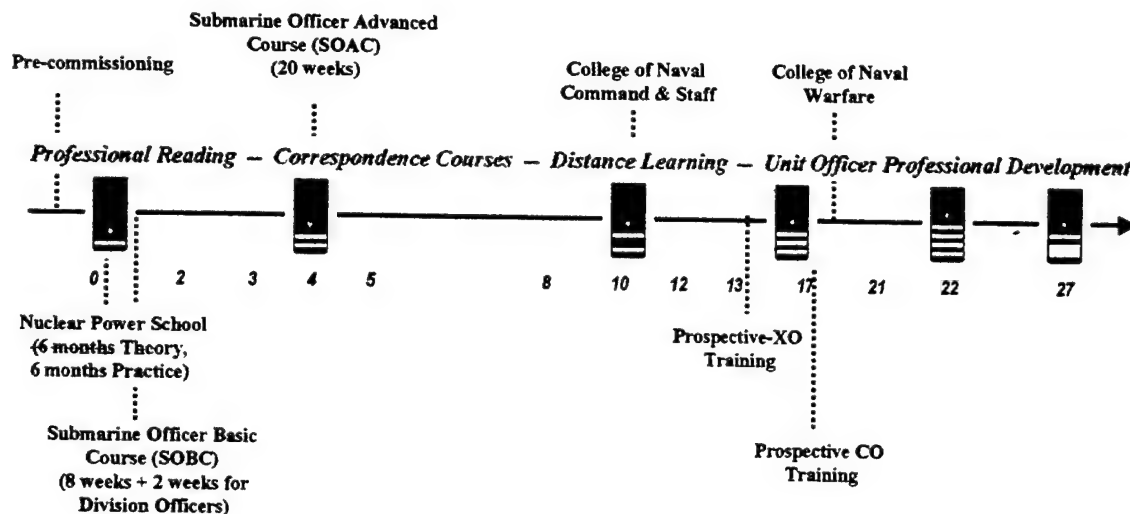 Submarine Officer Advanced
Course (SOAC)
(20 weeks)
Pre-commissioning
College of Naval
Command & Staff
College of Naval
Warfare
Professional Reading – Correspondence Courses – Distance Learning – Unit Officer Professional Development
0 2 3 4 5 8 10 12 13 17 21 22 27
Nuclear Power School
(6 months Theory,
6 months Practice)
Prospective-XO
Training
Submarine Officer Basic
Course (SOBC)
(8 weeks + 2 weeks for
Division Officers)
Prospective CO
Training